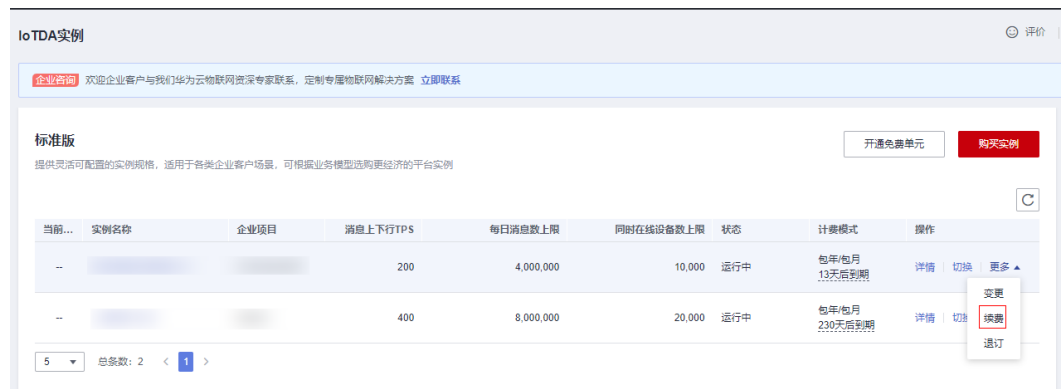 IoTDA实例
评价
企业咨询 欢迎企业客户与我们华为云物联网资深专家联系，定制专属物联网解决方案 立即联系
标准版
开通免费单元
购买实例
提供灵活可配置的实例规格，适用于各类企业客户场景，可根据业务模型选购更经济的平台实例
当前... 实例名称 企业项目 消息上下行TPS 每日消息数上限 同时在线设备数上限 状态 计费模式 操作
-- 200 4,000,000 10,000 运行中 包年/包月 详情 切换 更多
13天后到期
变更
-- 400 8,000,000 20,000 运行中 包年/包月 详情 切 续费
230天后到期
退订
5 总条数: 2 < 1 >